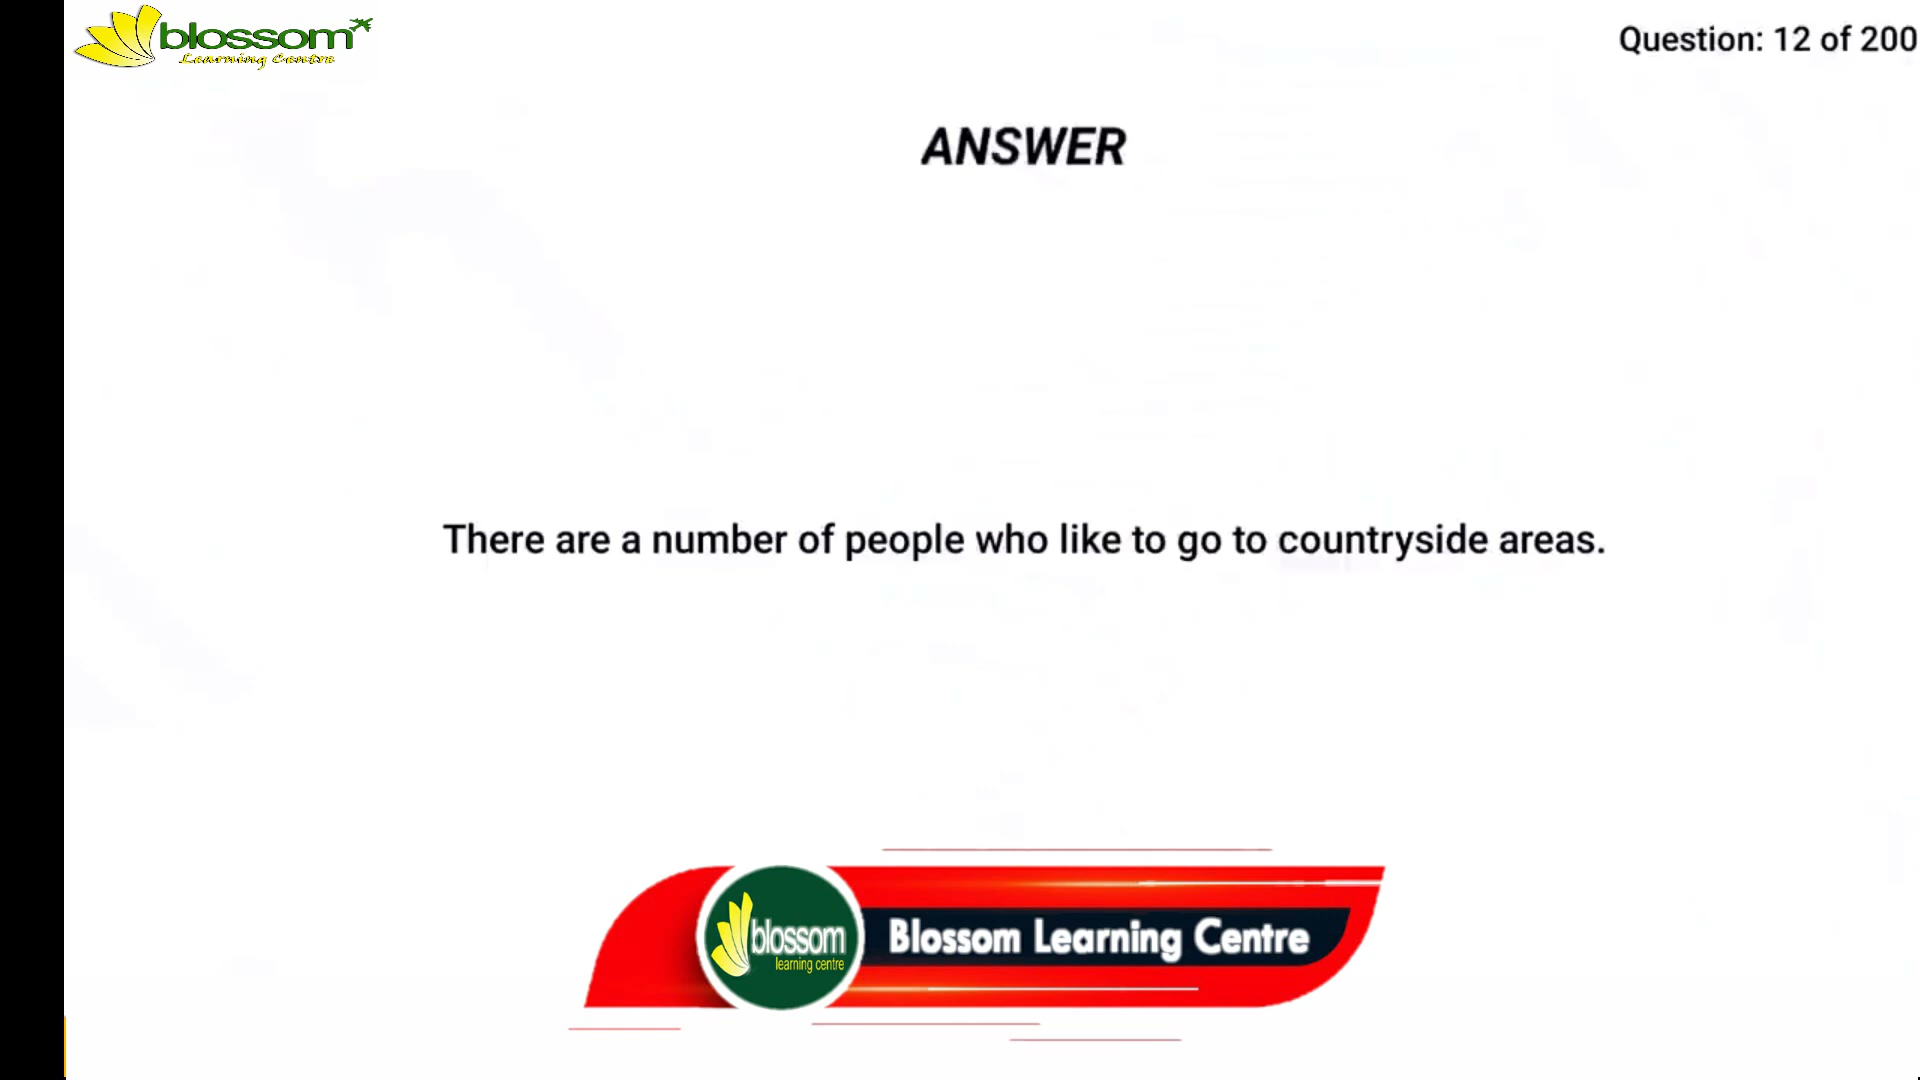 blossom
Learning Centre
Question: 12 of 200
ANSWER
There are a number of people who like to go to countryside areas.
blossom
learning centre
Blossom Learning Centre